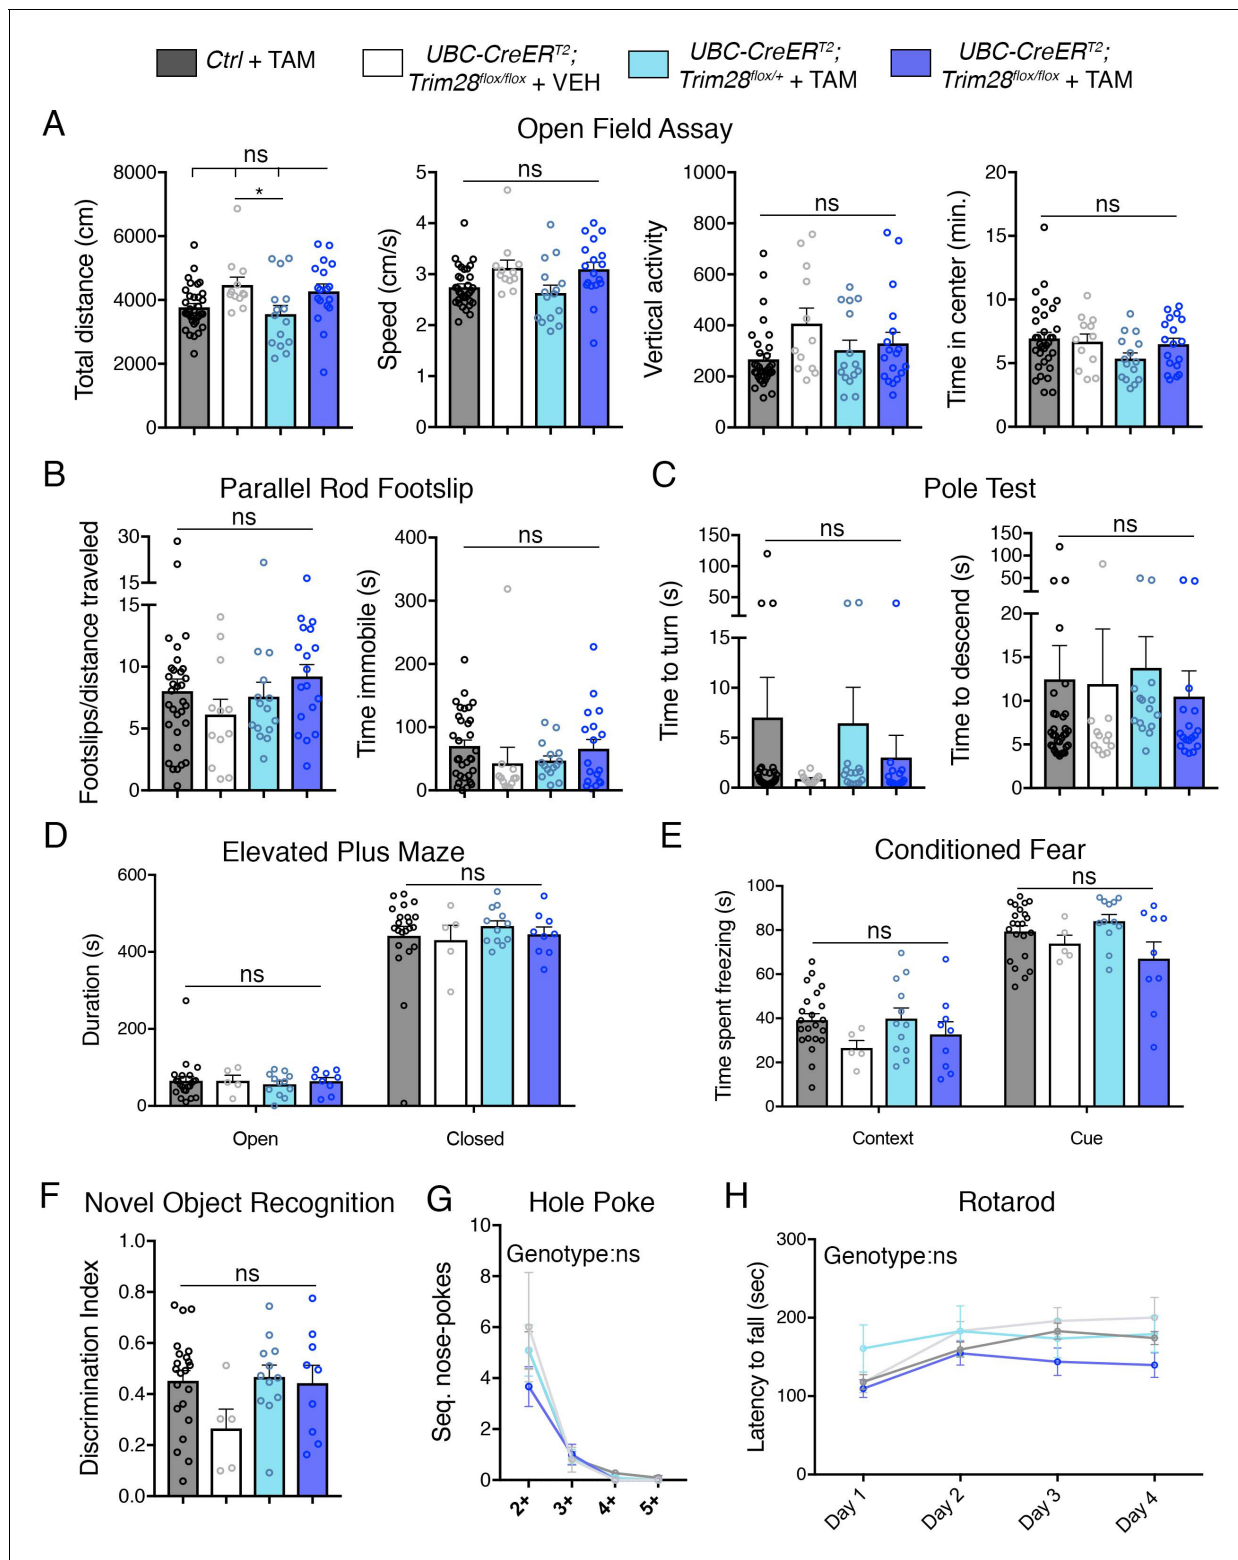 Ctrl + TAM
UBC-CreERT2;
Trim28flox/flox + VEH
UBC-CreERT2;
Trim28flox/+ + TAM
UBC-CreERT2;
Trim28flox/flox + TAM
A
Open Field Assay
Total distance (cm)
8000
6000
4000
2000
0
ns
*
Speed (cm/s)
5
4
3
2
1
0
ns
Vertical activity
1000
800
600
400
200
0
ns
Time in center (min.)
20
15
10
5
0
ns
B
Parallel Rod Footslip
Footslips/distance traveled
30
15
15
10
5
0
ns
Time immobile (s)
400
300
200
100
0
ns
C
Pole Test
Time to turn (s)
150
100
50
15
10
5
0
ns
Time to descend (s)
150
100
50
20
15
10
5
0
ns
D
Elevated Plus Maze
Duration (s)
600
400
200
0
ns
ns
Open
Closed
E
Conditioned Fear
Time spent freezing (s)
100
80
60
40
20
0
ns
ns
Context
Cue
F
Novel Object Recognition
Discrimination Index
1.0
0.8
0.6
0.4
0.2
0.0
ns
G
Hole Poke
Genotype:ns
Seq. nose-pokes
10
8
6
4
2
0
2+
3+
4+
5+
H
Rotarod
Genotype:ns
Latency to fall (sec)
300
200
100
0
Day 1
Day 2
Day 3
Day 4